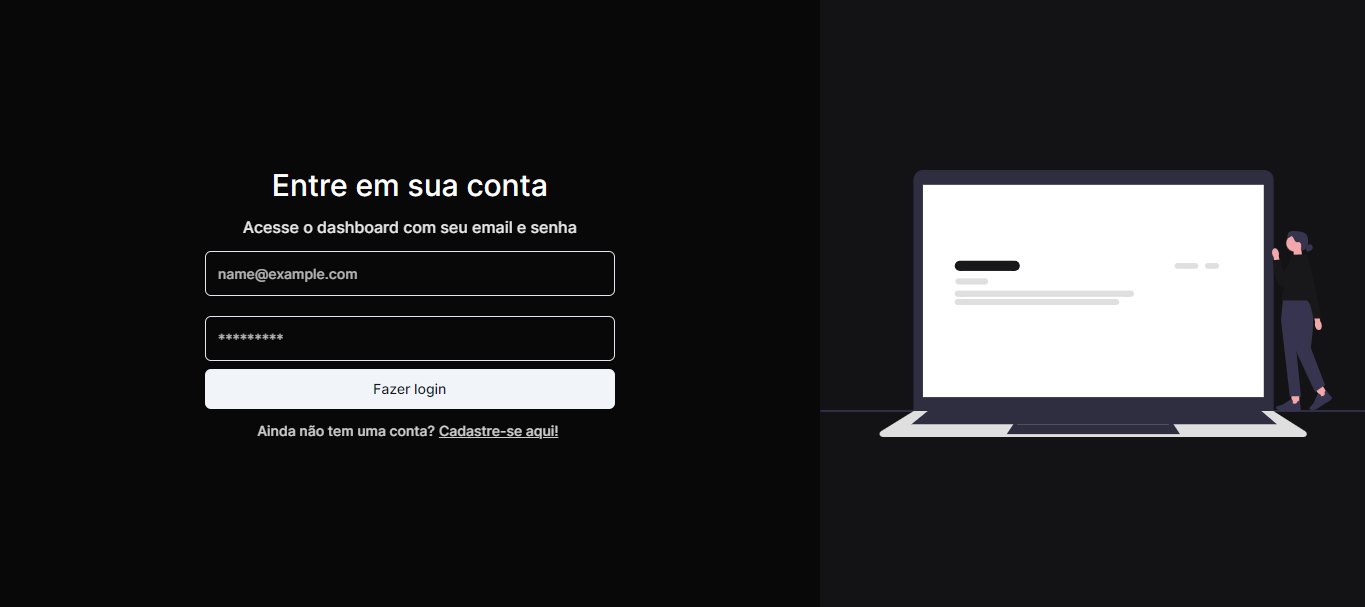 Entre em sua conta
Acesse o dashboard com seu email e senha
name@example.com
*********
Fazer login
Ainda não tem uma conta? Cadastre-se aqui!